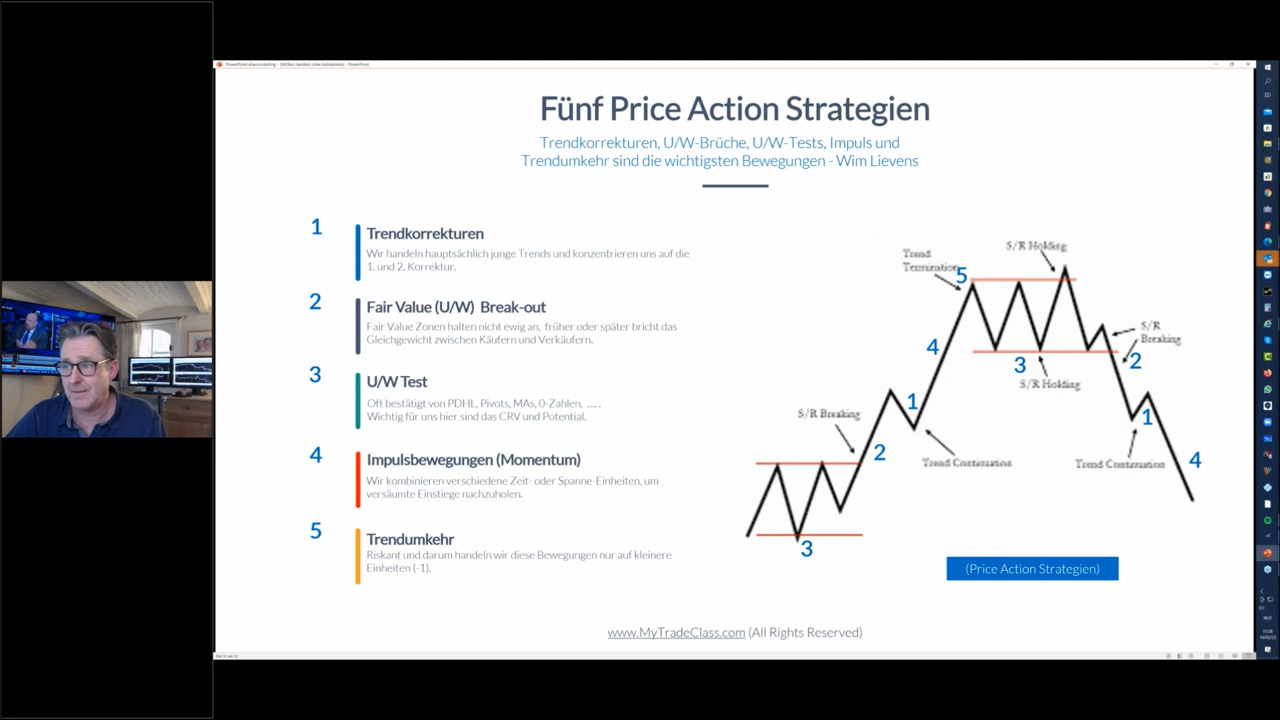 Fünf Price Action Strategien
Trendkorrekturen, U/W-Brüche, U/W-Tests, Impuls und
Trendumkehr sind die wichtigsten Bewegungen - Wim Lievens
1
Trendkorrekturen
Wir handeln hauptsächlich junge Trends und konzentrieren uns auf die
1. und 2. Korrektur.
2
Fair Value (U/W) Break-out
Fair Value Zonen halten nicht ewig an, früher oder später bricht das
Gleichgewicht zwischen Käufern und Verkäufern.
3
U/W Test
Oft bestätigt von PDHL, Pivots, MAs, 0-Zahlen, .....
Wichtig für uns hier sind das CRV und Potential.
4
Impulsbewegungen (Momentum)
Wir kombinieren verschiedene Zeit- oder Spanne-Einheiten, um
versäumte Einstiege nachzuholen.
5
Trendumkehr
Riskant und darum handeln wir diese Bewegungen nur auf kleinere
Einheiten (-1).
S/R Holding
Trend
Termination
5
S/R
Breaking
4
3
2
S/R Holding
1
1
S/R Breaking
2
Trend Continuation
Trend Continuation
4
3
(Price Action Strategien)
www.MyTradeClass.com (All Rights Reserved)